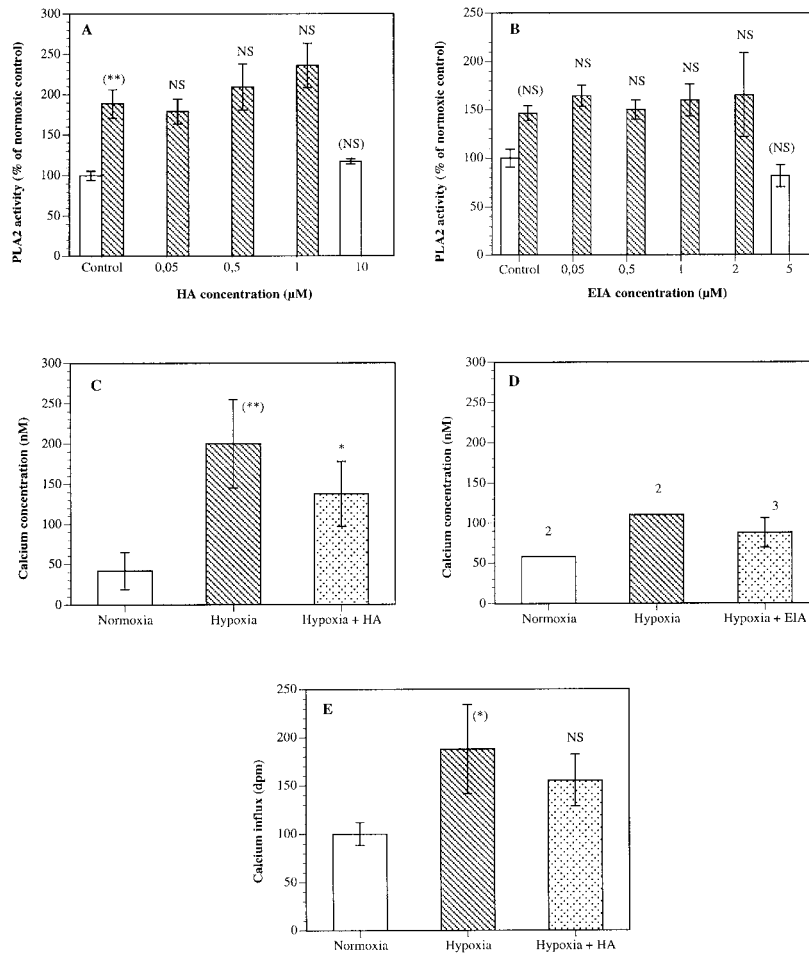 A
PLA2 activity (% of normoxic control)
300
250
200
150
100
50
0
(**)
NS
NS
NS
(NS)
Control
0,05
0,5
1
10
HA concentration (µM)
B
PLA2 activity (% of normoxic control)
250
200
150
100
50
0
(NS)
NS
NS
NS
NS
(NS)
Control
0,05
0,5
1
2
5
EIA concentration (µM)
C
Calcium concentration (nM)
300
250
200
150
100
50
0
(**)
*
Normoxia
Hypoxia
Hypoxia + HA
D
Calcium concentration (nM)
300
250
200
150
100
50
0
2
2
3
Normoxia
Hypoxia
Hypoxia + EIA
E
Calcium influx (dpm)
250
200
150
100
50
0
(*)
NS
Normoxia
Hypoxia
Hypoxia + HA